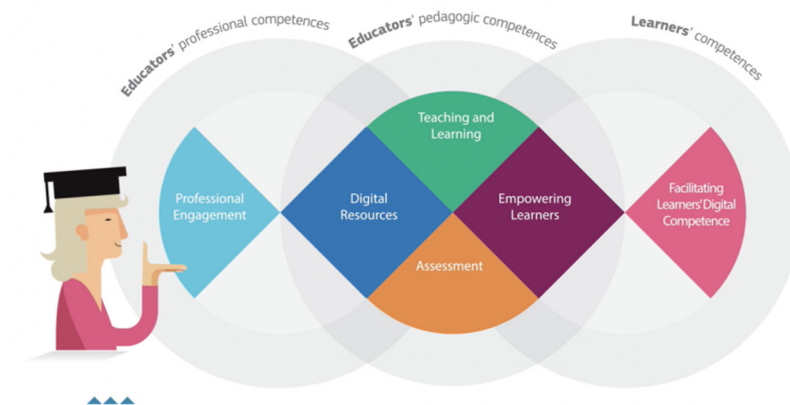 Educators' professional competences
Educators' pedagogic competences
Learners' competences
Teaching and
Learning
Professional
Engagement
Digital
Resources
Empowering
Learners
Facilitating
Learners' Digital
Competence
Assessment